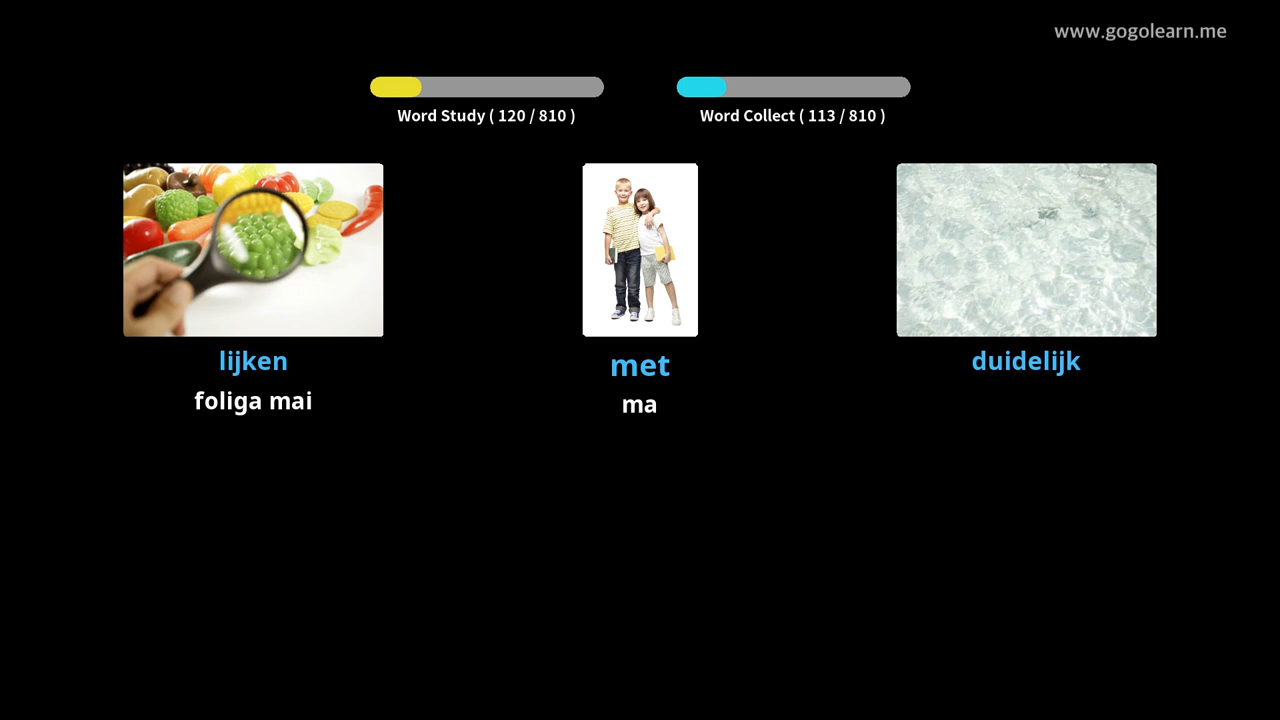 www.gogolearn.me
Word Study ( 120 / 810 )
Word Collect ( 113 / 810 )
lijken
foliga mai
met
ma
duidelijk